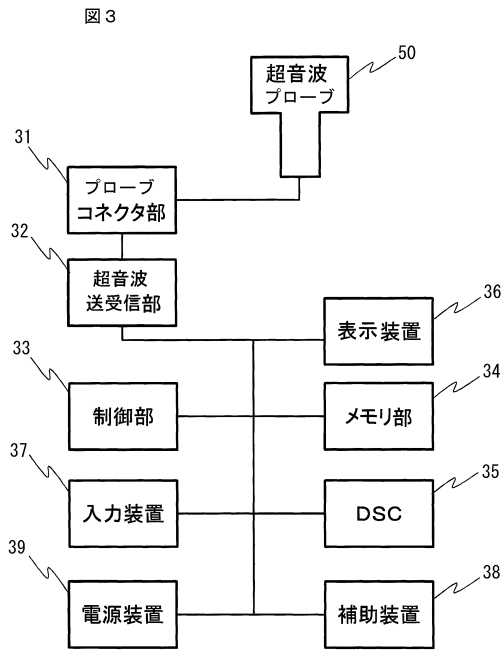 図３
50
超音波
プローブ
31
プローブ
コネクタ部
32
超音波
送受信部
36
表示装置
33
制御部
34
メモリ部
37
入力装置
35
DSC
39
電源装置
38
補助装置